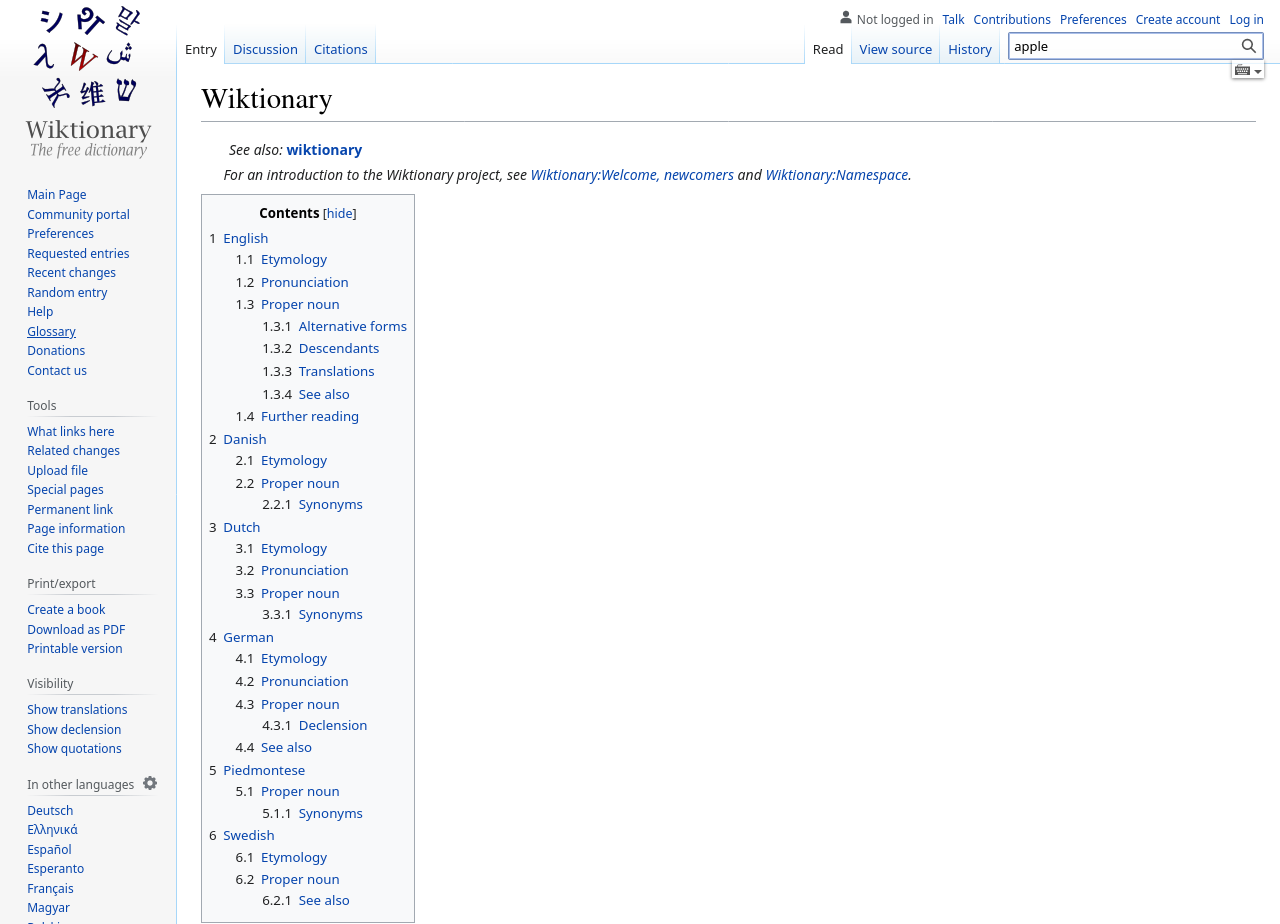 Not logged in Talk Contributions Preferences Create account Log in
Entry Discussion Citations Read View source History apple
Wiktionary
The free dictionary
Main Page
Community portal
Preferences
Requested entries
Recent changes
Random entry
Help
Glossary
Donations
Contact us
Tools
What links here
Related changes
Upload file
Special pages
Permanent link
Page information
Cite this page
Print/export
Create a book
Download as PDF
Printable version
Visibility
Show translations
Show declension
Show quotations
In other languages
Deutsch
Ελληνικά
Español
Esperanto
Français
Magyar
Wiktionary
See also: wiktionary
For an introduction to the Wiktionary project, see Wiktionary:Welcome, newcomers and Wiktionary:Namespace.
Contents [hide]
1 English
1.1 Etymology
1.2 Pronunciation
1.3 Proper noun
1.3.1 Alternative forms
1.3.2 Descendants
1.3.3 Translations
1.3.4 See also
1.4 Further reading
2 Danish
2.1 Etymology
2.2 Proper noun
2.2.1 Synonyms
3 Dutch
3.1 Etymology
3.2 Pronunciation
3.3 Proper noun
3.3.1 Synonyms
4 German
4.1 Etymology
4.2 Pronunciation
4.3 Proper noun
4.3.1 Declension
4.4 See also
5 Piedmontese
5.1 Proper noun
5.1.1 Synonyms
6 Swedish
6.1 Etymology
6.2 Proper noun
6.2.1 See also